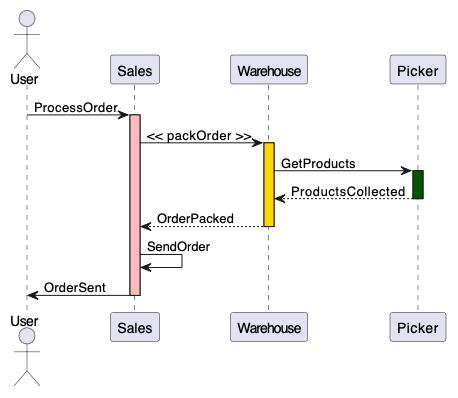 User
Sales
Warehouse
Picker
ProcessOrder
<< packOrder >>
GetProducts
ProductsCollected
OrderPacked
SendOrder
OrderSent
User
Sales
Warehouse
Picker